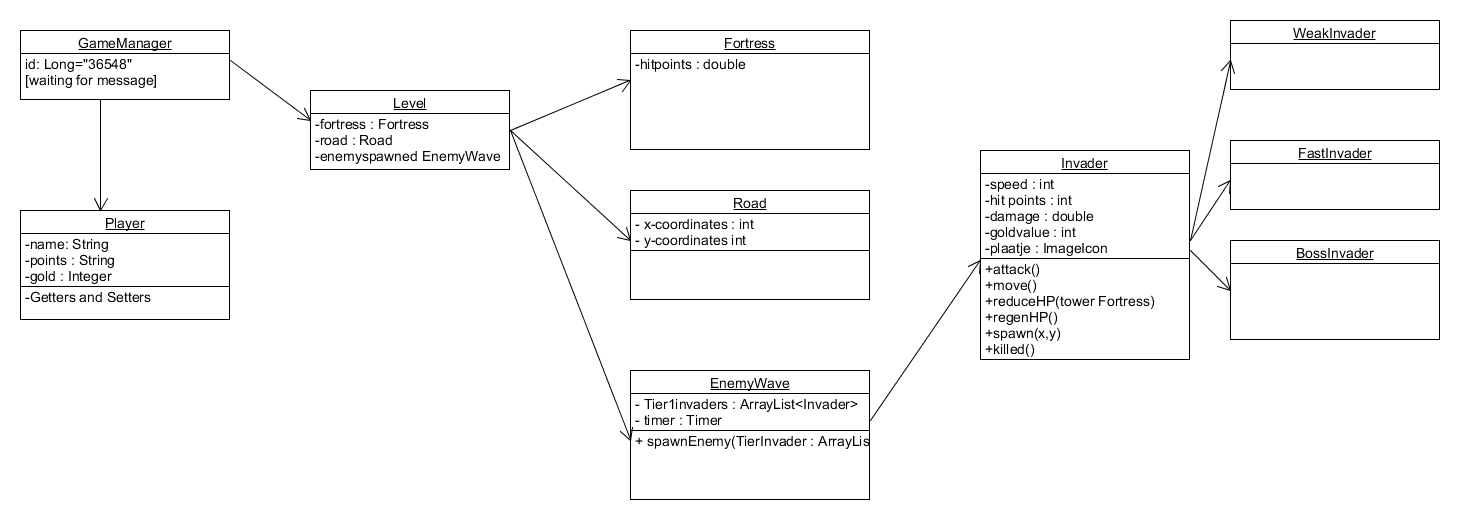 GameManager
id: Long="36548"
[waiting for message]
Player
-name: String
-points : String
-gold : Integer
-Getters and Setters
Level
-fortress : Fortress
-road : Road
-enemyspawned EnemyWave
Fortress
-hitpoints : double
Road
- x-coordinates : int
- y-coordinates int
EnemyWave
- Tier1invaders : ArrayList<Invader>
- timer : Timer
+ spawnEnemy(TierInvader : ArrayLis
Invader
-speed : int
-hit points : int
-damage : double
-goldvalue : int
-plaatje : ImageIcon
+attack()
+move()
+reduceHP(tower Fortress)
+regenHP()
+spawn(x,y)
+killed()
WeakInvader
FastInvader
BossInvader